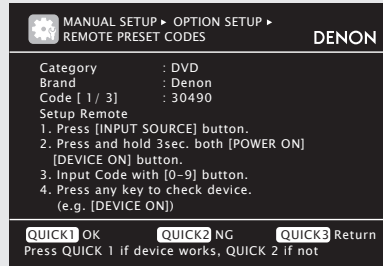 MANUAL SETUP ▸ OPTION SETUP ▸
REMOTE PRESET CODES
DENON
Category : DVD
Brand : Denon
Code [ 1/ 3] : 30490
Setup Remote
1. Press [INPUT SOURCE] button.
2. Press and hold 3sec. both [POWER ON]
[DEVICE ON] button.
3. Input Code with [0–9] button.
4. Press any key to check device.
(e.g. [DEVICE ON])
QUICK1 OK QUICK2 NG QUICK3 Return
Press QUICK 1 if device works, QUICK 2 if not